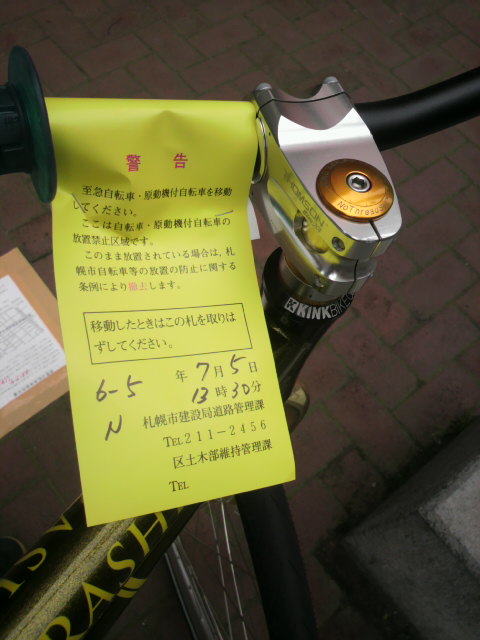 警告
至急自転車・原動機付自転車を移動
してください。
ここは自転車・原動機付自転車の
放置禁止区域です。
このまま放置されている場合は,札
幌市自転車等の放置の防止に関する
条例により撤去します。
移動したときはこの札を取りは
ずしてください。
6-5 年 7月 5日
13時 30分
N 札幌市建設局道路管理課
TEL 211-2456
区土木部維持管理課
TEL
THOMSON
KINK BIKE
RASH